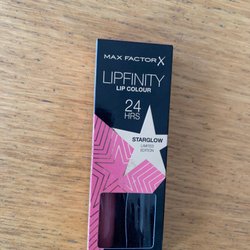 MAX FACTOR X
LIPFINITY
LIP COLOUR
24
HRS
STARGLOW
LIMITED
EDITION